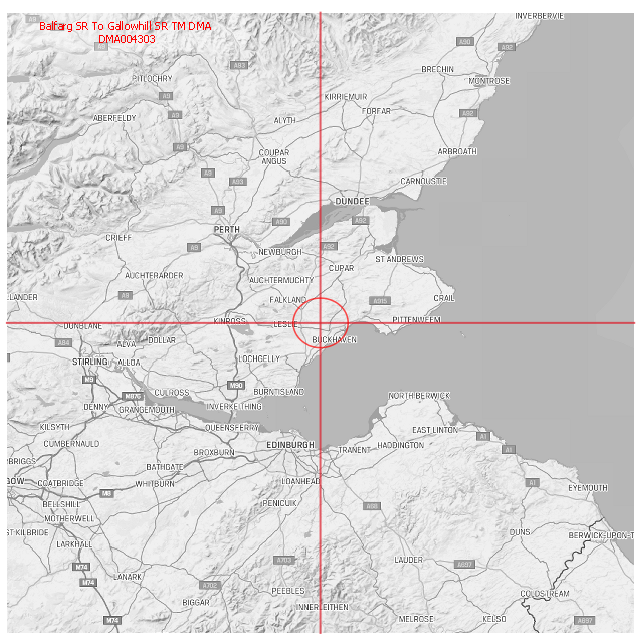 INVERBERVIE
Balfarg SR To Gallowhill SR TM DMA
DMA004303
A90
A92
A93
BRECHIN
PITLOCHRY
MONTROSE
A9
KIRRIEMUIR
FORFAR
A9
A92
ABERFELDY
ALYTH
A9
COUPAR
ANGUS
ARBROATH
A9
A93
CARNOUSTIE
DUNDEE
A9
A90
A92
PERTH
CRIEFF
A9
A92
NEWBURGH
ST ANDREWS
CUPAR
AUCHTERARDER
AUCHTERMUCHTY
A9
FALKLAND
A915
CRAIL
LLANDER
KINROSS
LESLIE
PITTENWEEM
DUNBLANE
A84
ALVA
DOLLAR
BUCKHAVEN
STIRLING
ALLOA
LOCHGELLY
M9
M90
CULROSS
BURNTISLAND
M876
NORTH BERWICK
DENNY
GRANGEMOUTH
INVERKEITHING
KILSYTH
QUEENSFERRY
EAST LINTON
A1
CUMBERNAULD
EDINBURGH
HADDINGTON
TRANENT
A1
BROXBURN
BRIGGS
BATHGATE
GOW
COATBRIDGE
WHITBURN
LOANHEAD
A1
EYEMOUTH
M8
BELLSHILL
PENICUIK
A68
MOTHERWELL
ST KILBRIDE
DUNS
BERWICK-UPON-T
LARKHALL
A703
LAUDER
A697
M74
LANARK
M74
A702
PEEBLES
COLDSTREAM
BIGGAR
INNERLEITHEN
M74
MELROSE
KELSO
A697